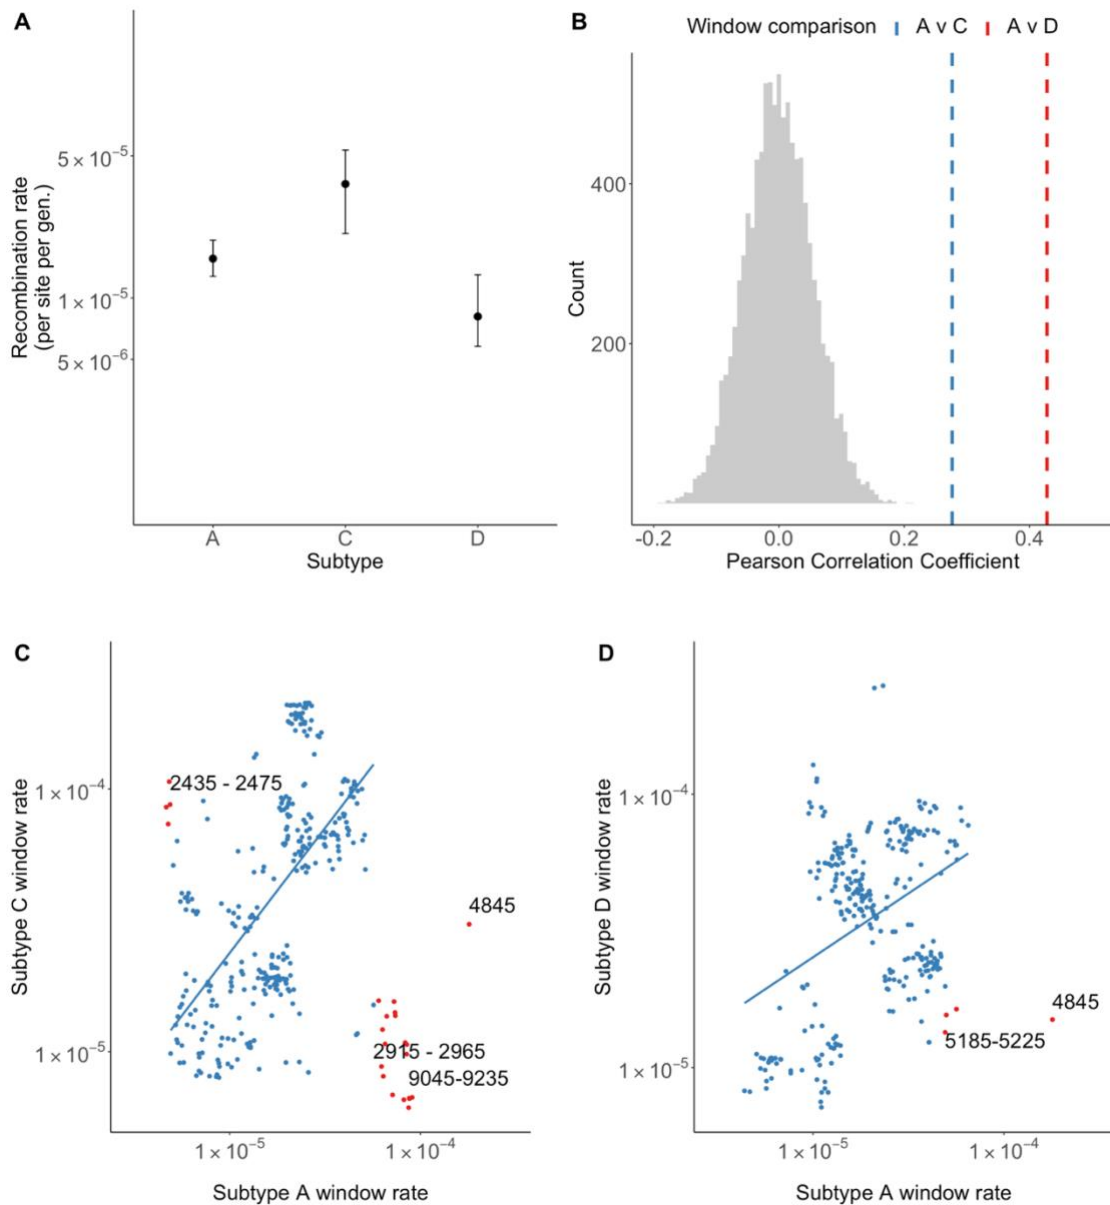 A
Recombination rate
(per site per gen.)
5 × 10⁻⁵
1 × 10⁻⁵
5 × 10⁻⁶
A C D
Subtype
B
Window comparison A v C A v D
Count
400
200
-0.2 0.0 0.2 0.4
Pearson Correlation Coefficient
C
Subtype C window rate
1 × 10⁻⁴
1 × 10⁻⁵
2435 - 2475
4845
2915 - 2965
9045-9235
1 × 10⁻⁵ 1 × 10⁻⁴
Subtype A window rate
D
Subtype D window rate
1 × 10⁻⁴
1 × 10⁻⁵
4845
5185-5225
1 × 10⁻⁵ 1 × 10⁻⁴
Subtype A window rate